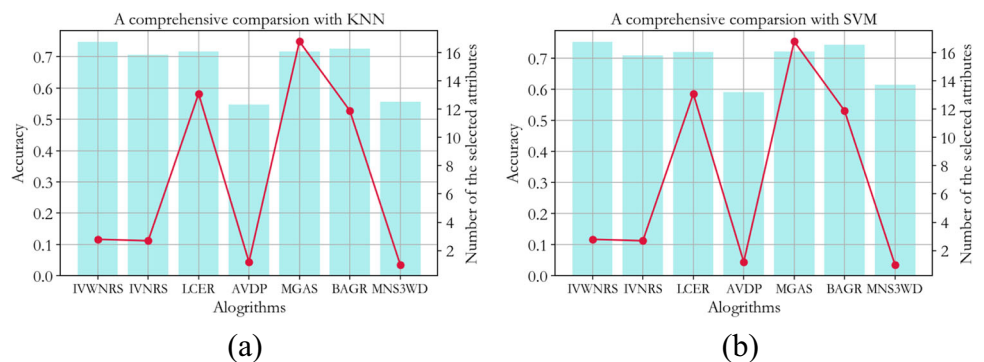 A comprehensive comparsion with KNN
0.7
0.6
0.5
0.4
0.3
0.2
0.1
0.0
Accuracy
16
14
12
10
8
6
4
2
Number of the selected attributes
IVWNRS IVNRS LCER AVDP MGAS BAGR MNS3WD
Alogrithms
(a)
A comprehensive comparsion with SVM
0.7
0.6
0.5
0.4
0.3
0.2
0.1
0.0
Accuracy
16
14
12
10
8
6
4
2
Number of the selected attributes
IVWNRS IVNRS LCER AVDP MGAS BAGR MNS3WD
Alogrithms
(b)